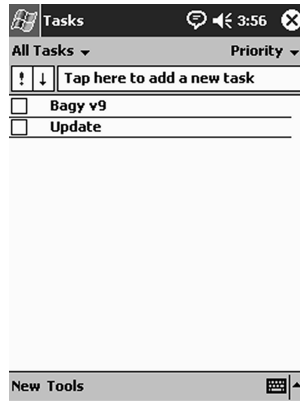 Tasks 3:56
All Tasks Priority
! ↓ Tap here to add a new task
Bagy v9
Update
New Tools